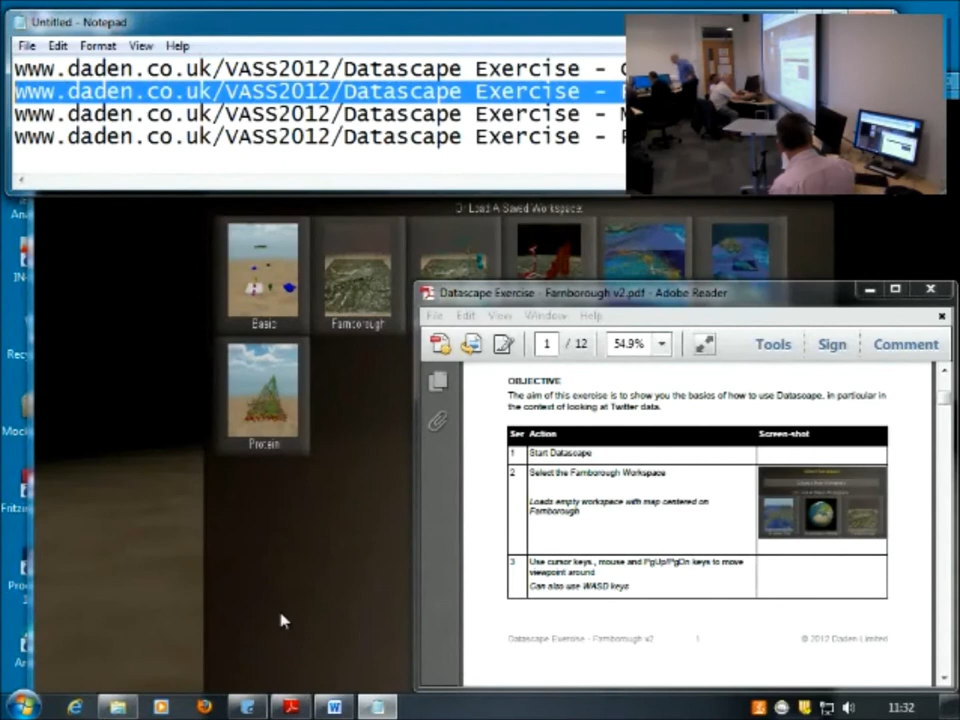 Untitled - Notepad
File Edit Format View Help
www.daden.co.uk/VASS2012/Datascape Exercise -
www.daden.co.uk/VASS2012/Datascape Exercise -
www.daden.co.uk/VASS2012/Datascape Exercise -
www.daden.co.uk/VASS2012/Datascape Exercise -
Or Load A Saved Workspace:
Basic
Farnborough
Protein
Datascape Exercise - Farnborough v2.pdf - Adobe Reader
File Edit View Window Help
1 / 12 54.9% Tools Sign Comment
OBJECTIVE
The aim of this exercise is to show you the basics of how to use Datascape, in particular in
the context of looking at Twitter data.
Ser Action Screen-shot
1 Start Datascape
2 Select the Farnborough Workspace
Loads empty workspace with map centered on
Farnborough
3 Use cursor keys, mouse and PgUp/PgDn keys to move
viewpoint around
Can also use WASD keys
Datascape Exercise - Farnborough v2 1 © 2012 Daden Limited
11:32